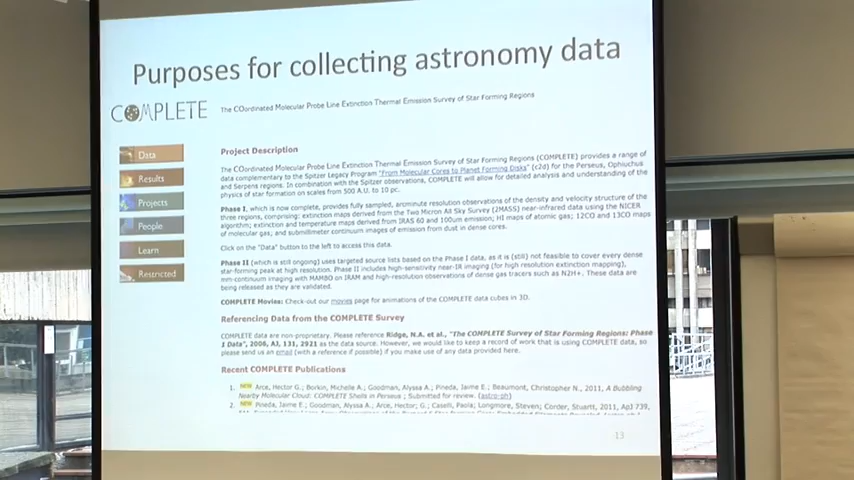 Purposes for collecting astronomy data
COMPLETE
The COordinated Molecular Probe Line Extinction Thermal Emission Survey of Star Forming Regions
Data
Results
Projects
People
Learn
Restricted
Project Description
The COordinated Molecular Probe Line Extinction Thermal Emission Survey of Star Forming Regions (COMPLETE) provides a range of
data complementary to the Spitzer Legacy Program "From Molecular Cores to Planet Forming Disks" (c2d) for the Perseus, Ophiuchus
and Serpens regions. In combination with the Spitzer observations, COMPLETE will allow for detailed analysis and understanding of the
physics of star formation on scales from 500 A.U. to 10 pc.
Phase I, which is now complete, provides fully sampled, arcminute resolution observations of the density and velocity structure of the
three regions, comprising: extinction maps derived from the Two Micron All Sky Survey (2MASS) near-infrared data using the NICER
algorithm; extinction and temperature maps derived from IRAS 60 and 100um emission; HI maps of atomic gas; 12CO and 13CO maps
of molecular gas; and submillimeter continuum images of emission from dust in dense cores.
Click on the "Data" button to the left to access this data.
Phase II (which is still ongoing) uses targeted source lists based on the Phase I data, as it is (still) not feasible to cover every dense
star-forming peak at high resolution. Phase II includes high-sensitivity near-IR imaging (for high resolution extinction mapping),
mm-continuum imaging with MAMBO on IRAM and high-resolution observations of dense gas tracers such as N2H+. These data are
being released as they are validated.
COMPLETE Movies: Check-out our movies page for animations of the COMPLETE data cubes in 3D.
Referencing Data from the COMPLETE Survey
COMPLETE data are non-proprietary. Please reference Ridge, N.A. et al., "The COMPLETE Survey of Star Forming Regions: Phase
I Data", 2006, AJ, 131, 2921 as the data source. However, we would like to keep a record of work that is using COMPLETE data, so
please send us an email (with a reference if possible) if you make use of any data provided here.
Recent COMPLETE Publications
1. NEW Arce, Hector G.; Borkin, Michelle A.; Goodman, Alyssa A.; Pineda, Jaime E.; Beaumont, Christopher N., 2011, A Bubbling
Nearby Molecular Cloud: COMPLETE Shells in Perseus; Submitted for review. (astro-ph)
2. NEW Pineda, Jaime E.; Goodman, Alyssa A.; Arce, Hector; G.; Caselli, Paola; Longmore, Steven; Corder, Stuartt, 2011, ApJ 739,
13